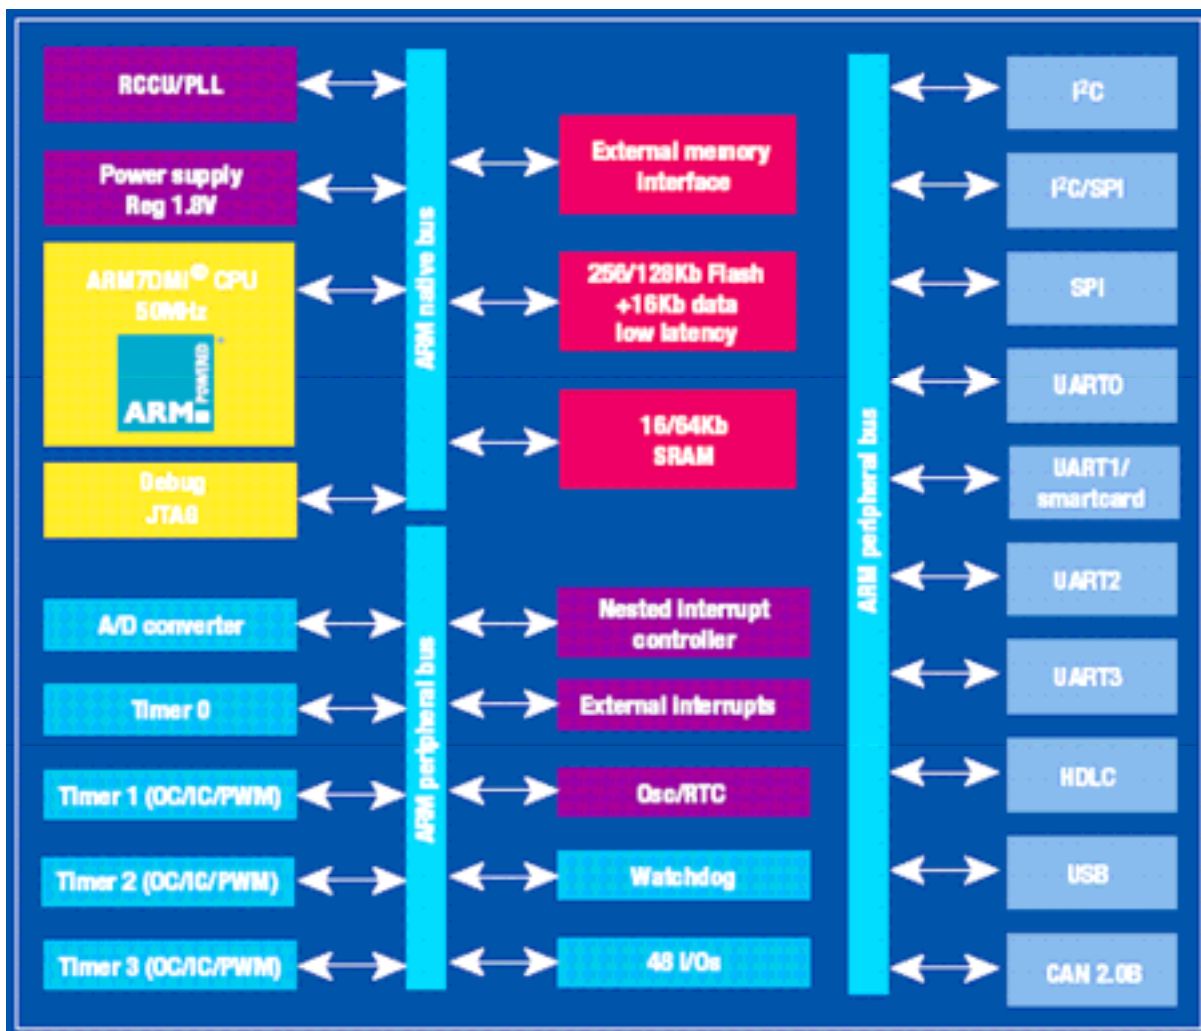 RCCU/PLL
Power supply
Reg 1.8V
ARM7DMI® CPU
50MHz
ARM
POWERED
Debug
JTAG
A/D converter
Timer 0
Timer 1 (OC/IC/PWM)
Timer 2 (OC/IC/PWM)
Timer 3 (OC/IC/PWM)
ARM native bus
ARM peripheral bus
External memory
interface
256/128Kb Flash
+16Kb data
low latency
16/64Kb
SRAM
Nested interrupt
controller
External interrupts
Osc/RTC
Watchdog
48 I/Os
ARM peripheral bus
I²C
I²C/SPI
SPI
UART0
UART1/
smartcard
UART2
UART3
HDLC
USB
CAN 2.0B